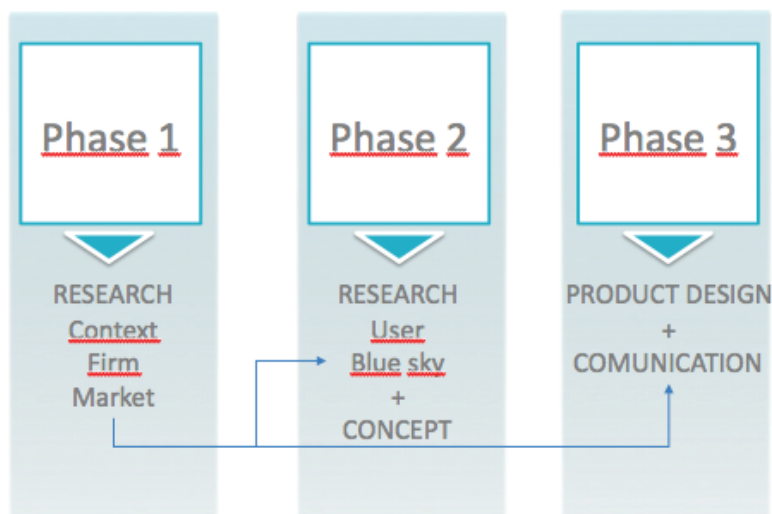 Phase 1
RESEARCH
Context
Firm
Market
Phase 2
RESEARCH
User
Blue sky
+
CONCEPT
Phase 3
PRODUCT DESIGN
+
COMUNICATION